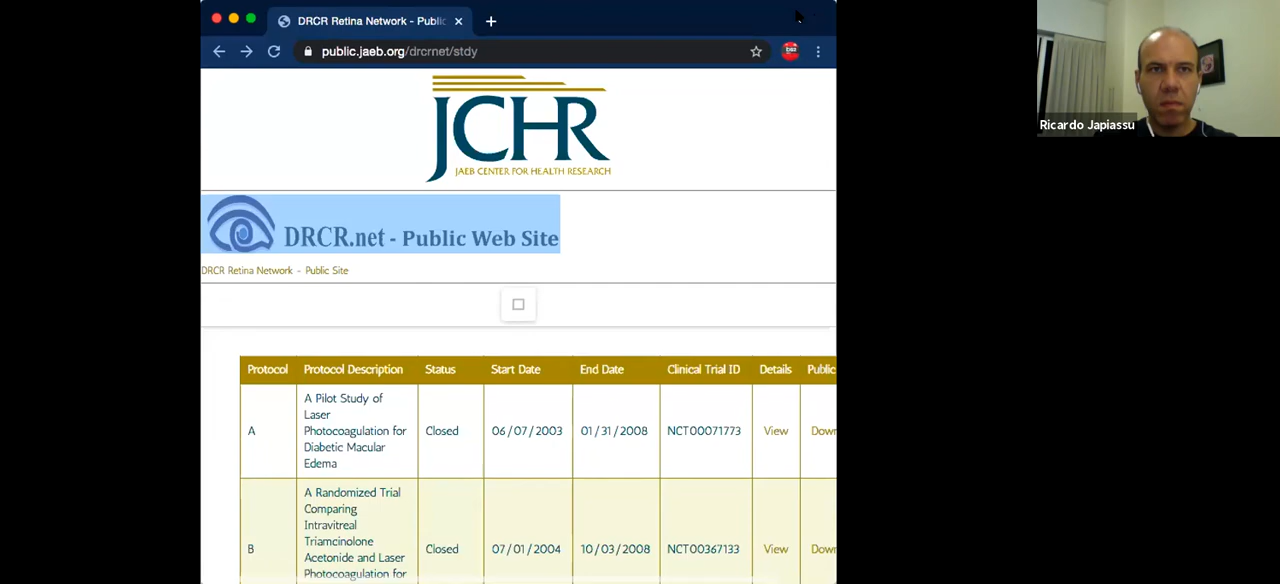 DRCR Retina Network - Public
public.jaeb.org/drcrnet/stdy
JCHR
JAEB CENTER FOR HEALTH RESEARCH
DRCR.net - Public Web Site
DRCR Retina Network - Public Site
Ricardo Japiassu
Protocol Protocol Description Status Start Date End Date Clinical Trial ID Details Public
A Pilot Study of
Laser
A Photocoagulation for Closed 06/07/2003 01/31/2008 NCT00071773 View Down
Diabetic Macular
Edema
A Randomized Trial
Comparing
Intravitreal
Triamcinolone
B Acetonide and Laser Closed 07/01/2004 10/03/2008 NCT00367133 View Down
Photocoagulation for